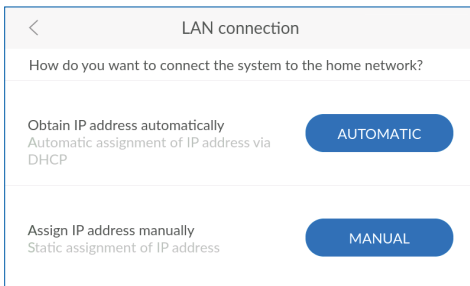 LAN connection
How do you want to connect the system to the home network?
Obtain IP address automatically
Automatic assignment of IP address via
DHCP
AUTOMATIC
Assign IP address manually
Static assignment of IP address
MANUAL